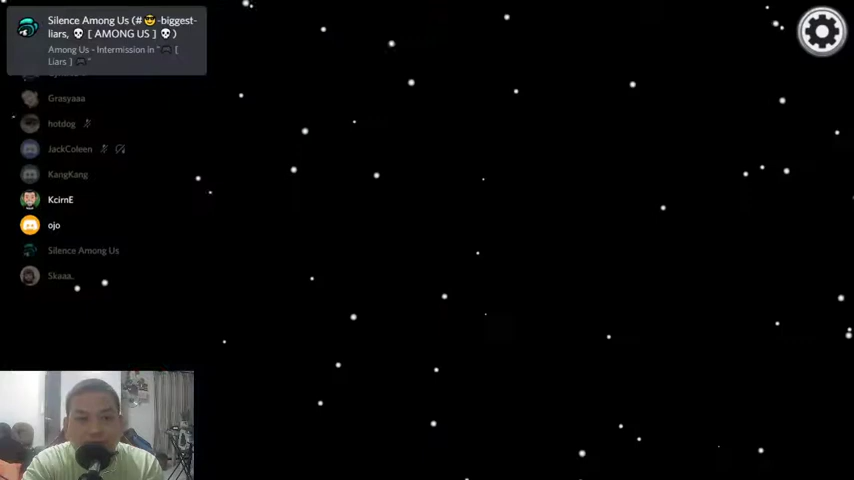 Silence Among Us (#😎-biggest-
liars, 💀 [ AMONG US ] 💀)
Among Us - Intermission in "🎮 [
Liars ] 🎮"
Grasyaaa
hotdog
JackColeen
KangKang
KcirnE
ojo
Silence Among Us
Skaaa..